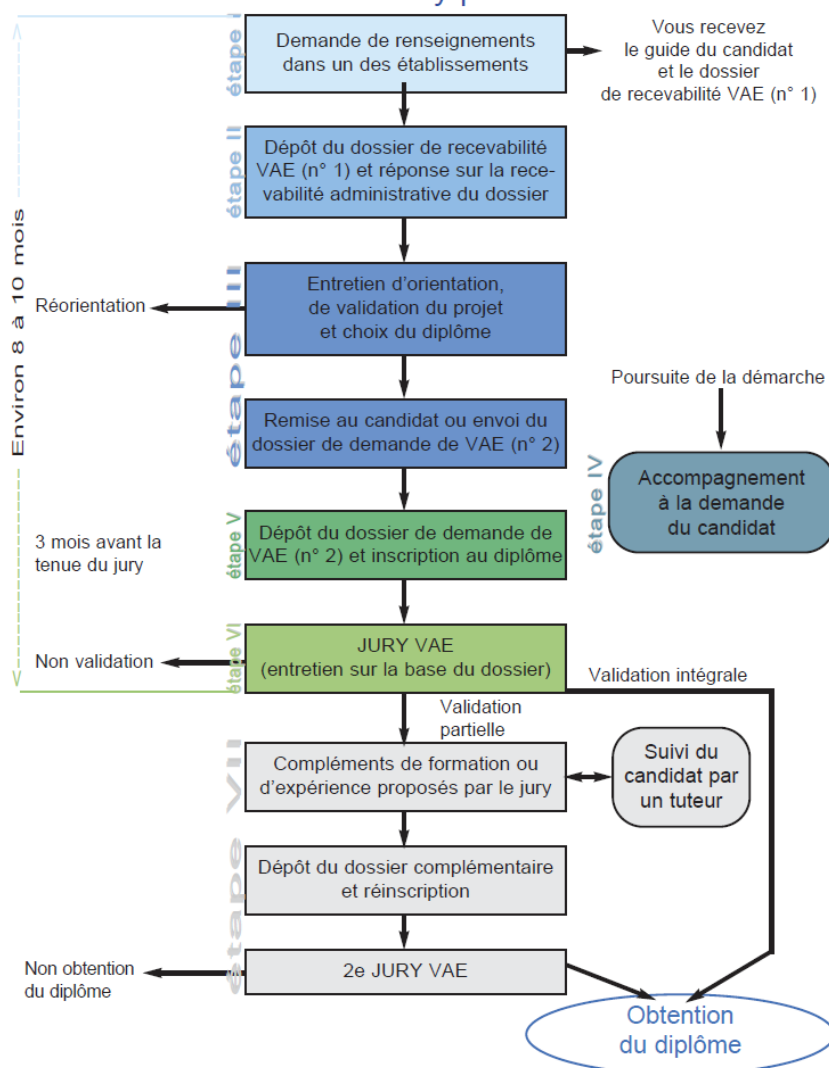 étape I
Demande de renseignements
dans un des établissements
Vous recevez
le guide du candidat
et le dossier
de recevabilité VAE (n° 1)
étape II
Dépôt du dossier de recevabilité
VAE (n° 1) et réponse sur la rece-
vabilité administrative du dossier
Environ 8 à 10 mois
étape III
Entretien d'orientation,
de validation du projet
et choix du diplôme
Réorientation
Remise au candidat ou envoi du
dossier de demande de VAE (n° 2)
Poursuite de la démarche
étape IV
Accompagnement
à la demande
du candidat
étape V
Dépôt du dossier de demande de
VAE (n° 2) et inscription au diplôme
3 mois avant la
tenue du jury
étape VI
JURY VAE
(entretien sur la base du dossier)
Non validation
Validation intégrale
Validation
partielle
étape VII
Compléments de formation ou
d'expérience proposés par le jury
Suivi du
candidat par
un tuteur
Dépôt du dossier complémentaire
et réinscription
2e JURY VAE
Non obtention
du diplôme
Obtention
du diplôme